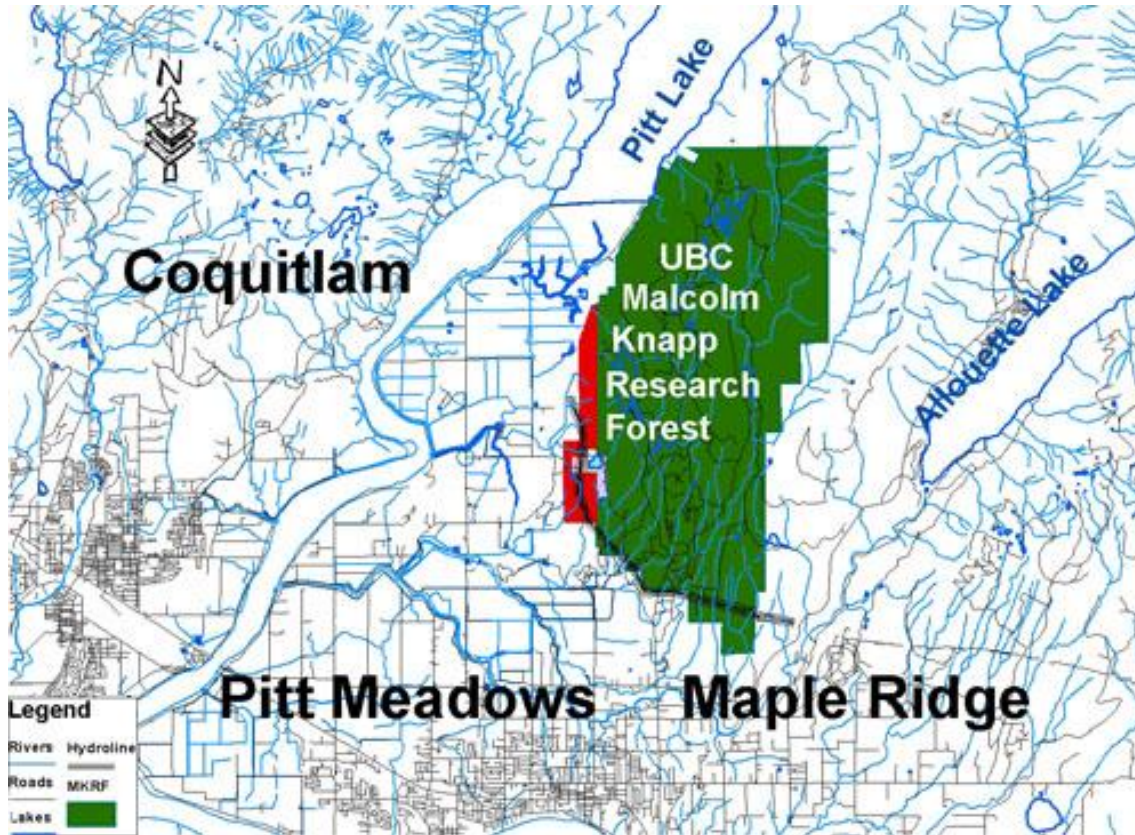 N
Pitt Lake
Coquitlam
UBC
Malcolm
Knapp
Research
Forest
Allouette Lake
Pitt Meadows
Maple Ridge
Legend
Rivers Hydroline
Roads MKRF
Lakes